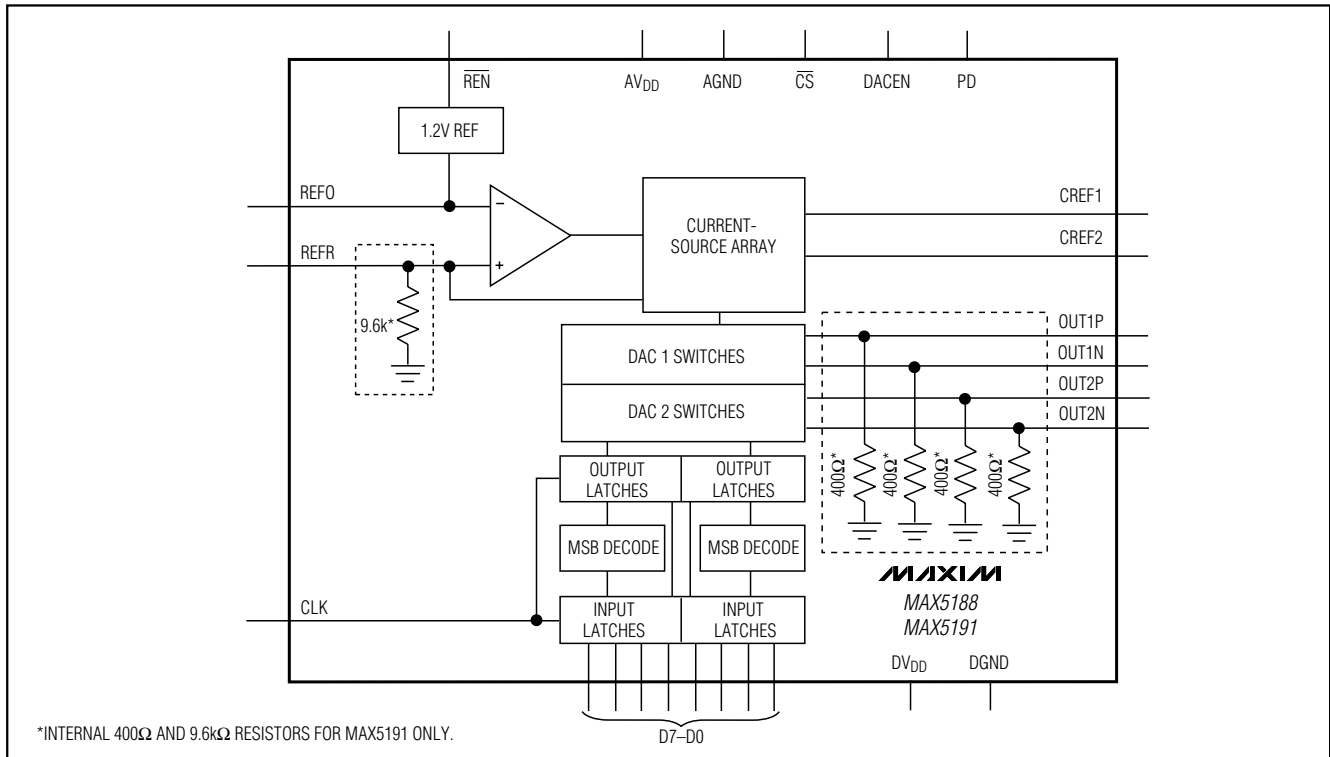 REN
AVDD
AGND
CS
DACEN
PD
1.2V REF
REFO
REFR
9.6k*
CURRENT-
SOURCE ARRAY
CREF1
CREF2
DAC 1 SWITCHES
DAC 2 SWITCHES
OUT1P
OUT1N
OUT2P
OUT2N
400Ω*
400Ω*
400Ω*
400Ω*
OUTPUT
LATCHES
OUTPUT
LATCHES
MSB DECODE
MSB DECODE
CLK
INPUT
LATCHES
INPUT
LATCHES
MAXIM
MAX5188
MAX5191
DVDD
DGND
D7–D0
*INTERNAL 400Ω AND 9.6kΩ RESISTORS FOR MAX5191 ONLY.